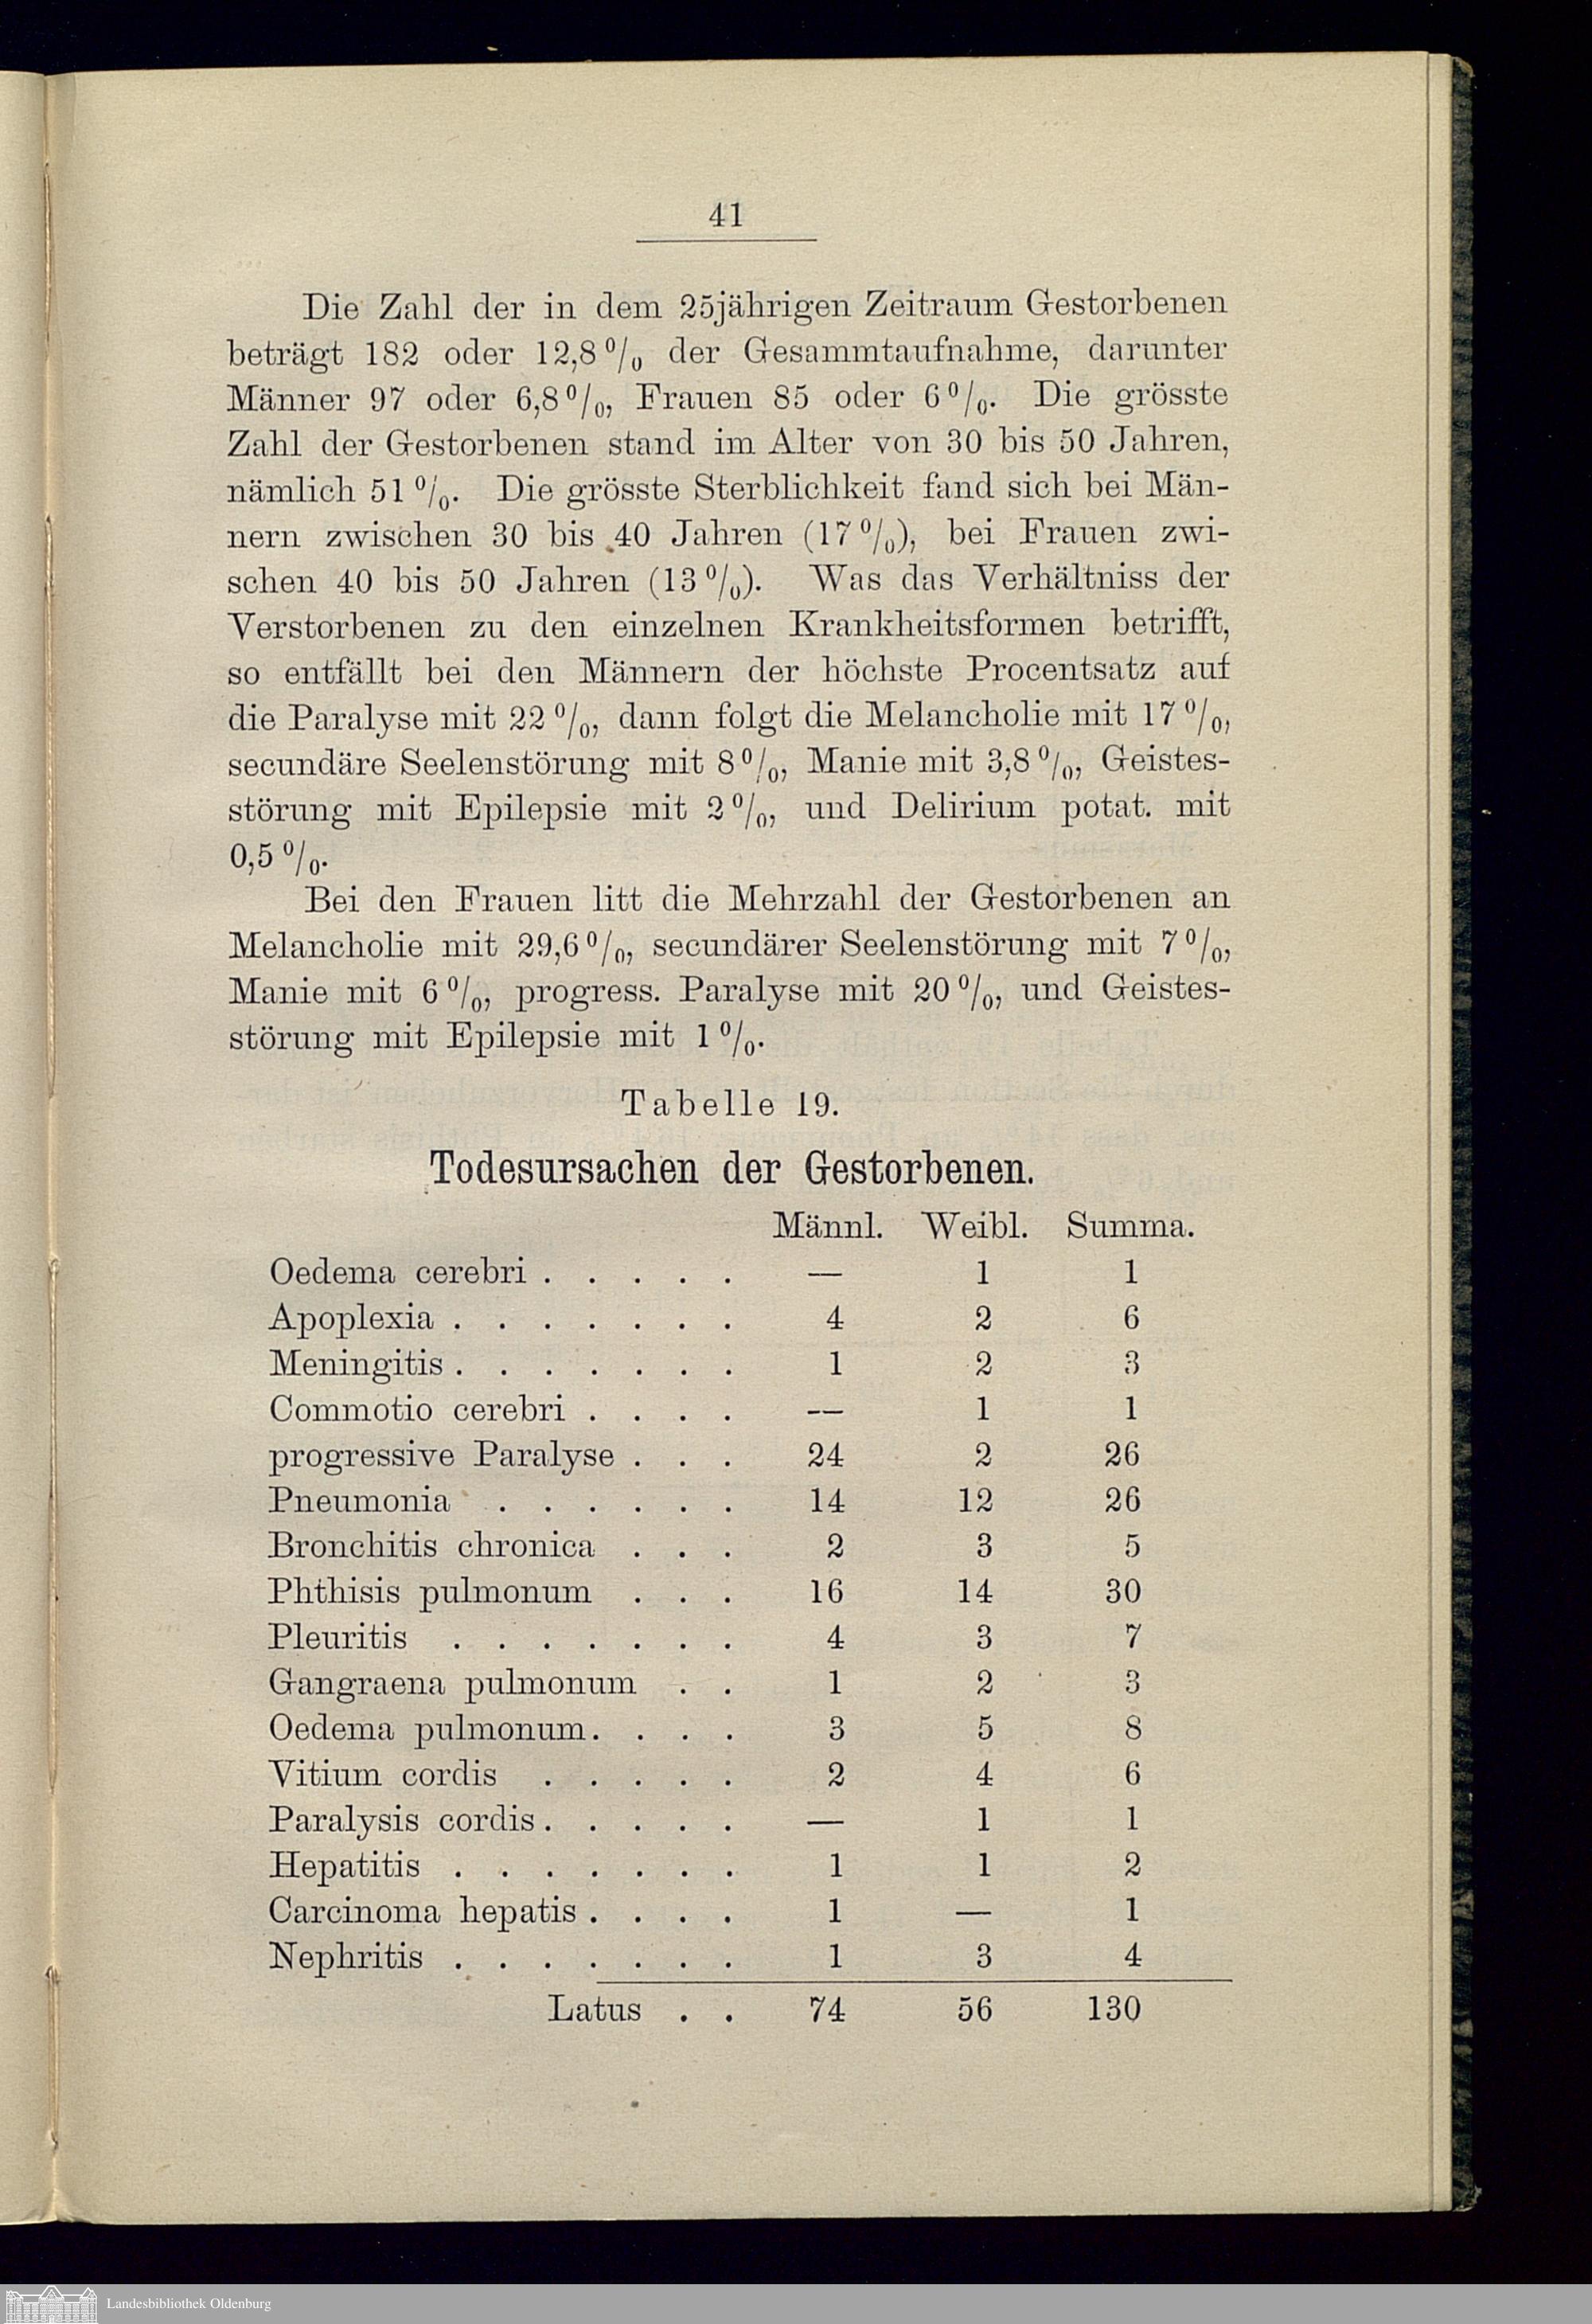 41
Die Zahl der in dem 25jährigen Zeitraum Gestorbenen
beträgt 182 oder 12,8 % der Gesammtaufnahme, darunter
Männer 97 oder 6,8 %, Frauen 85 oder 6 %. Die grösste
Zahl der Gestorbenen stand im Alter von 30 bis 50 Jahren,
nämlich 51 %. Die grösste Sterblichkeit fand sich bei Män-
nern zwischen 30 bis 40 Jahren (17 %), bei Frauen zwi-
schen 40 bis 50 Jahren (13 %). Was das Verhältniss der
Verstorbenen zu den einzelnen Krankheitsformen betrifft,
so entfällt bei den Männern der höchste Procentsatz auf
die Paralyse mit 22 %, dann folgt die Melancholie mit 17 %,
secundäre Seelenstörung mit 8 %, Manie mit 3,8 %, Geistes-
störung mit Epilepsie mit 2 %, und Delirium potat. mit
0,5 %.
Bei den Frauen litt die Mehrzahl der Gestorbenen an
Melancholie mit 29,6 %, secundärer Seelenstörung mit 7 %,
Manie mit 6 %, progress. Paralyse mit 20 %, und Geistes-
störung mit Epilepsie mit 1 %.
Tabelle 19.
Todesursachen der Gestorbenen.
Männl. Weibl. Summa.
Oedema cerebri . . . . . — 1 1
Apoplexia . . . . . . . 4 2 6
Meningitis . . . . . . . 1 2 3
Commotio cerebri . . . . — 1 1
progressive Paralyse . . . 24 2 26
Pneumonia . . . . . . 14 12 26
Bronchitis chronica . . . 2 3 5
Phthisis pulmonum . . . 16 14 30
Pleuritis . . . . . . . 4 3 7
Gangraena pulmonum . . 1 2 3
Oedema pulmonum . . . . 3 5 8
Vitium cordis . . . . . 2 4 6
Paralysis cordis . . . . . — 1 1
Hepatitis . . . . . . . 1 1 2
Carcinoma hepatis . . . . 1 — 1
Nephritis . . . . . . . 1 3 4
Latus . . 74 56 130
Landesbibliothek Oldenburg